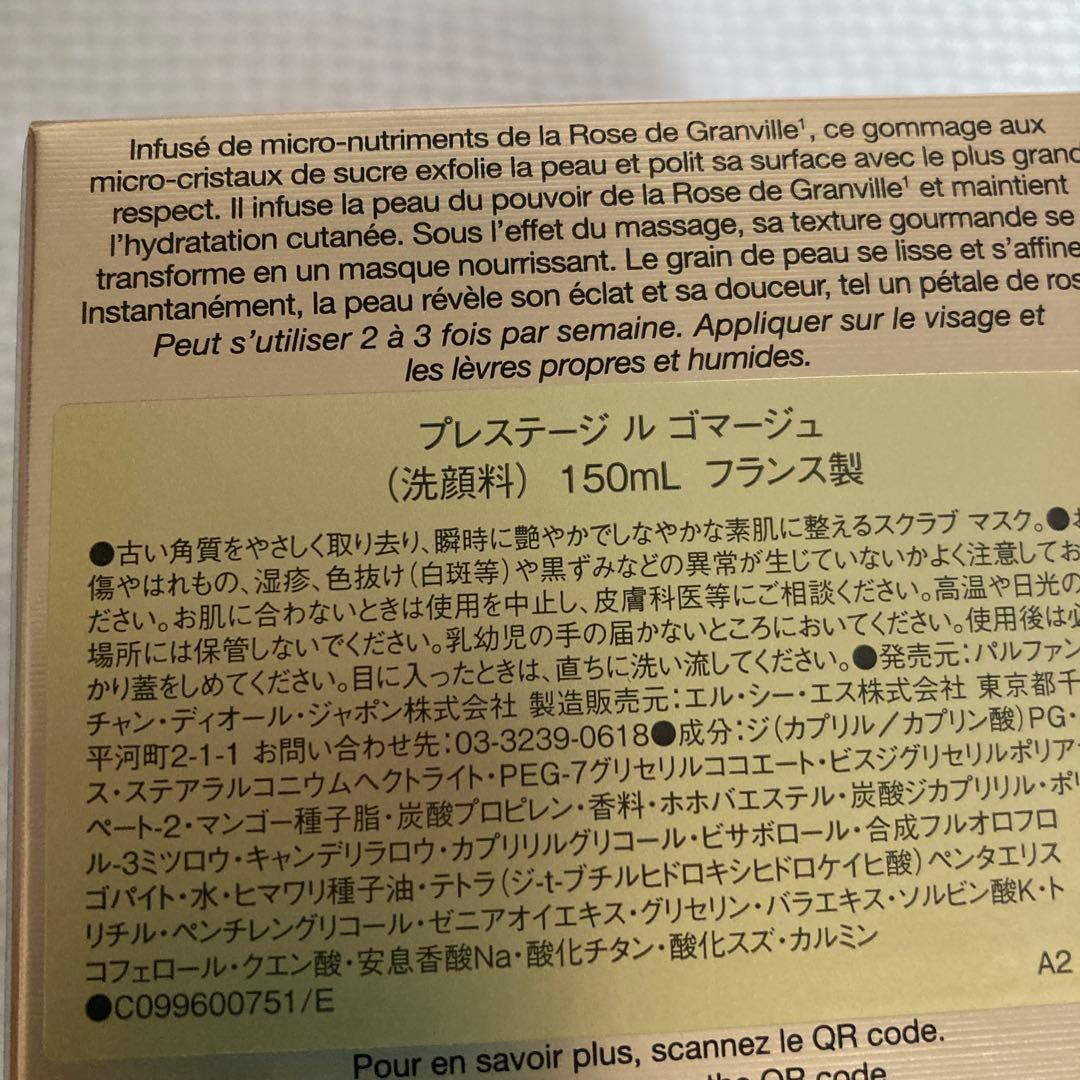 Infusé de micro-nutriments de la Rose de Granville¹, ce gommage aux
micro-cristaux de sucre exfolie la peau et polit sa surface avec le plus grand
respect. Il infuse la peau du pouvoir de la Rose de Granville¹ et maintient
l'hydratation cutanée. Sous l'effet du massage, sa texture gourmande se
transforme en un masque nourrissant. Le grain de peau se lisse et s'affine
Instantanément, la peau révèle son éclat et sa douceur, tel un pétale de ros
Peut s'utiliser 2 à 3 fois par semaine. Appliquer sur le visage et
les lèvres propres et humides.
プレステージ ル ゴマージュ
（洗顔料） 150mL フランス製
●古い角質をやさしく取り去り、瞬時に艶やかでしなやかな素肌に整えるスクラブ マスク。●
傷やはれもの、湿疹、色抜け（白斑等）や黒ずみなどの異常が生じていないかよく注意してお
ださい。お肌に合わないときは使用を中止し、皮膚科医等にご相談ください。高温や日光の
場所には保管しないでください。乳幼児の手の届かないところにおいてください。使用後は必
かり蓋をしめてください。目に入ったときは、直ちに洗い流してください。●発売元：パルファン
チャン・ディオール・ジャポン株式会社 製造販売元：エル・シー・エス株式会社 東京都千
平河町2-1-1 お問い合わせ先：03-3239-0618●成分：ジ（カプリル／カプリン酸）PG・
ス・ステアラルコニウムヘクトライト・PEG-7グリセリルココエート・ビスジグリセリルポリア
ペート-2・マンゴー種子脂・炭酸プロピレン・香料・ホホバエステル・炭酸ジカプリリル・ポリ
ル-3ミツロウ・キャンデリラロウ・カプリリルグリコール・ビサボロール・合成フルオロフロ
ゴパイト・水・ヒマワリ種子油・テトラ（ジ-t-ブチルヒドロキシヒドロケイヒ酸）ペンタエリス
リチル・ペンチレングリコール・ゼニアオイエキス・グリセリン・バラエキス・ソルビン酸K・ト
コフェロール・クエン酸・安息香酸Na・酸化チタン・酸化スズ・カルミン
A2
●C099600751/E
Pour en savoir plus, scannez le QR code.
the QR code